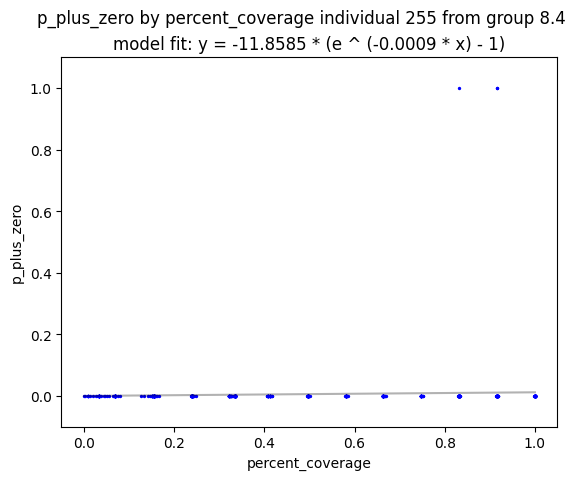 p_plus_zero by percent_coverage individual 255 from group 8.4
model fit: y = -11.8585 * (e ^ (-0.0009 * x) - 1)
1.0
0.8
0.6
0.4
0.2
0.0
p_plus_zero
0.0 0.2 0.4 0.6 0.8 1.0
percent_coverage